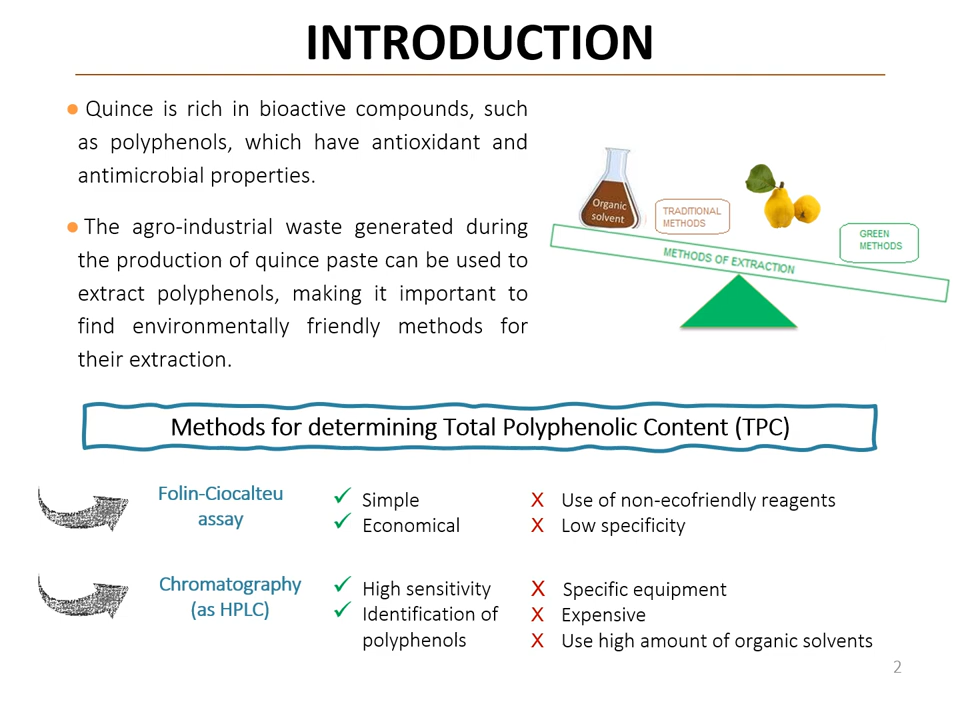 INTRODUCTION
● Quince is rich in bioactive compounds, such
as polyphenols, which have antioxidant and
antimicrobial properties.
● The agro-industrial waste generated during
the production of quince paste can be used to
extract polyphenols, making it important to
find environmentally friendly methods for
their extraction.
Organic
solvent
TRADITIONAL
METHODS
GREEN
METHODS
METHODS OF EXTRACTION
Methods for determining Total Polyphenolic Content (TPC)
Folin-Ciocalteu
assay
✓ Simple
✓ Economical
X Use of non-ecofriendly reagents
X Low specificity
Chromatography
(as HPLC)
✓ High sensitivity
✓ Identification of
polyphenols
X Specific equipment
X Expensive
X Use high amount of organic solvents
2